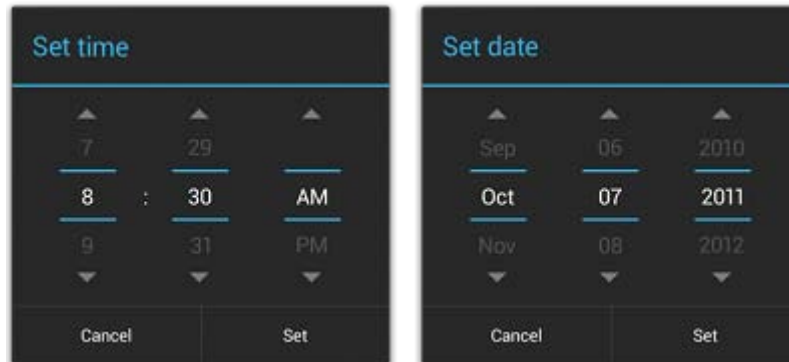 Set time
7 29
8 : 30 AM
9 31 PM
Cancel Set
Set date
Sep 06 2010
Oct 07 2011
Nov 08 2012
Cancel Set